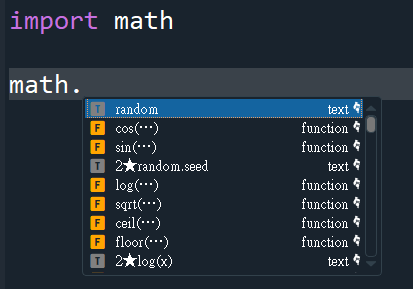 import math
math.
T random text
F cos(···) function
F sin(···) function
T 2★random.seed text
F log(···) function
F sqrt(···) function
F ceil(···) function
F floor(···) function
T 2★log(x) text